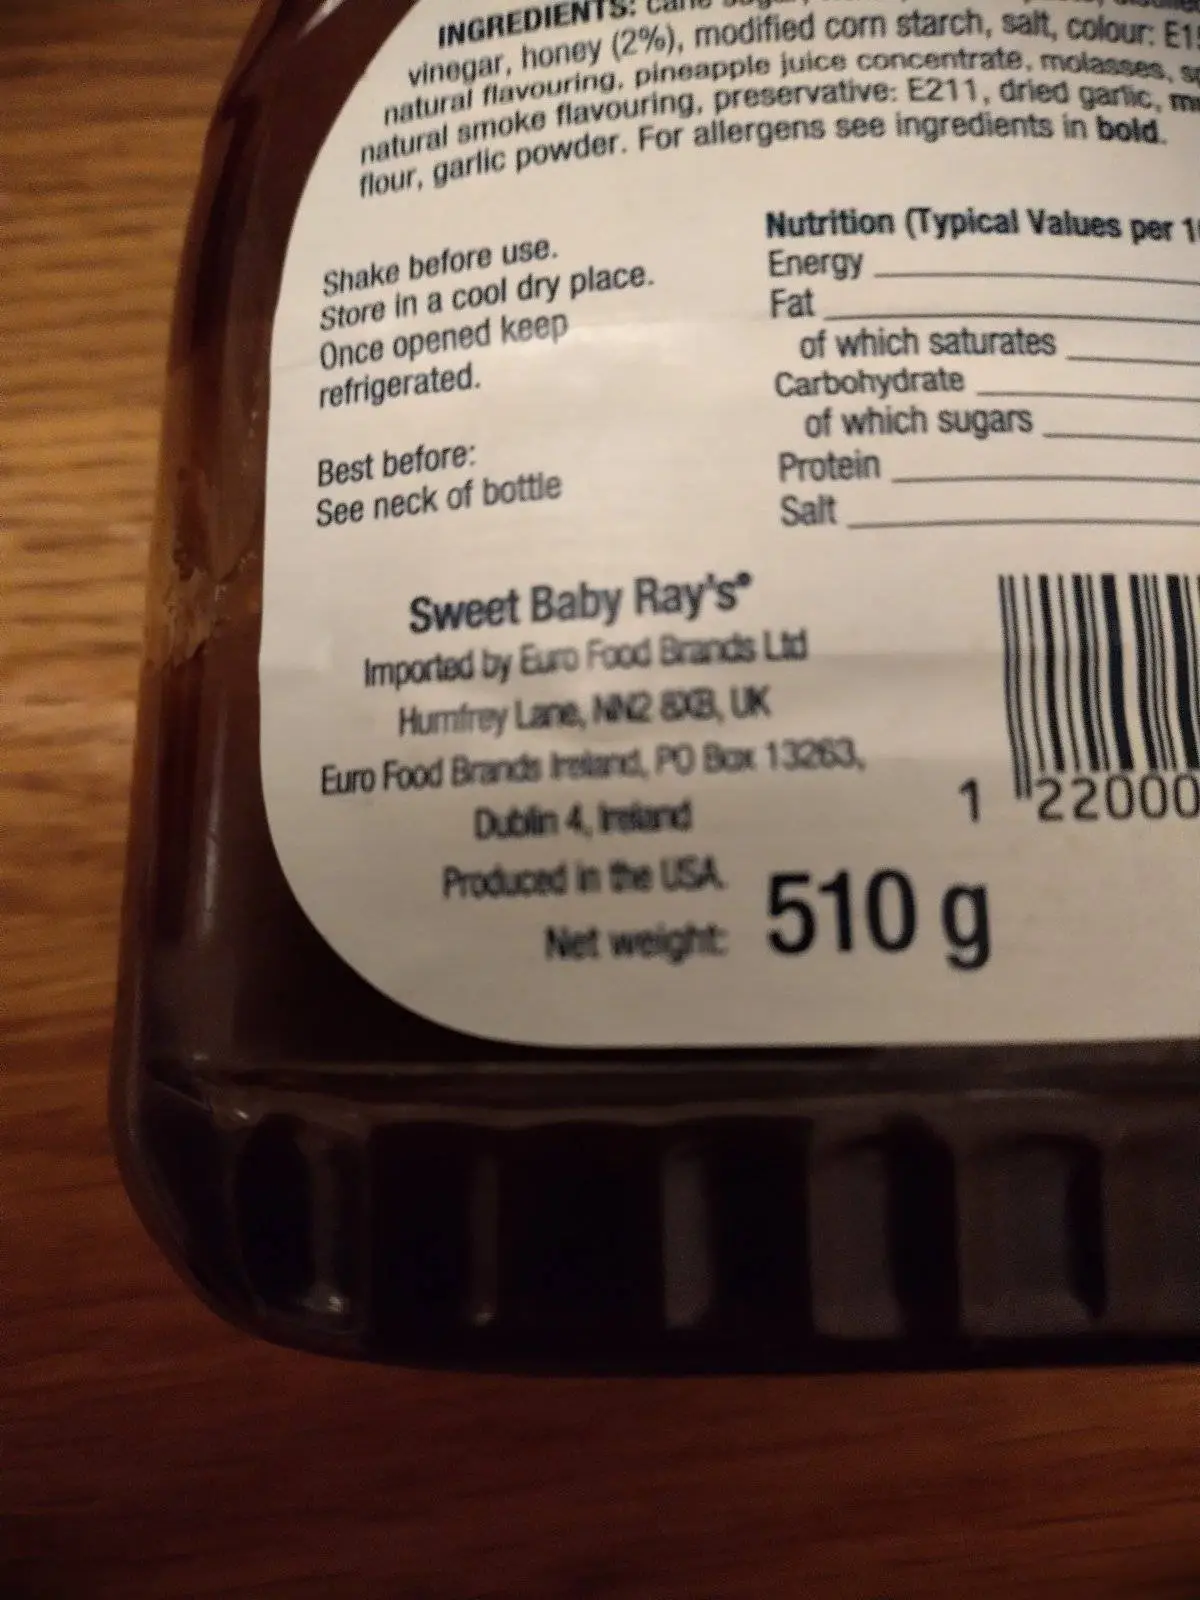 INGREDIENTS: cane
vinegar, honey (2%), modified corn starch, salt, colour:
natural flavouring, pineapple juice concentrate, molasses,
natural smoke flavouring, preservative: E211, dried garlic,
flour, garlic powder. For allergens see ingredients in bold.
Shake before use.
Store in a cool dry place.
Once opened keep
refrigerated.
Best before:
See neck of bottle
Nutrition (Typical Values per
Energy
Fat
of which saturates
Carbohydrate
of which sugars
Protein
Salt
Sweet Baby Ray's®
Imported by Euro Food Brands Ltd
Humfrey Lane, NN2 8XB, UK
Euro Food Brands Ireland, PO Box 13263,
Dublin 4, Ireland
Produced in the USA.
Net weight: 510 g
1 22000